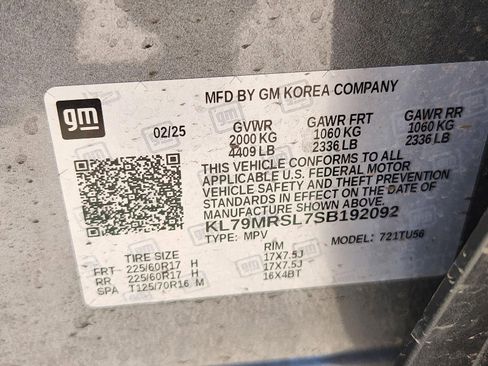 gm
MFD BY GM KOREA COMPANY
02/25 GVWR GAWR FRT GAWR RR
2000 KG 1060 KG 1060 KG
4409 LB 2336 LB 2336 LB
THIS VEHICLE CONFORMS TO ALL
APPLICABLE U.S. FEDERAL MOTOR
VEHICLE SAFETY AND THEFT PREVENTION
STANDARDS IN EFFECT ON THE DATE OF
MANUFACTURE SHOWN ABOVE.
KL79MRSL7SB192092
TYPE: MPV MODEL: 721TU56
TIRE SIZE RIM
FRT 225/60R17 H 17X7.5J
RR 225/60R17 H 17X7.5J
SPA T125/70R16 M 16X4BT